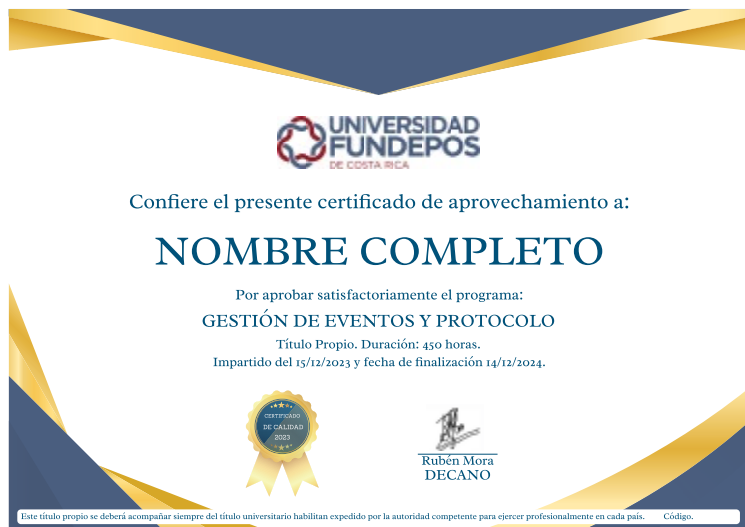 UNIVERSIDAD
FUNDEPOS
DE COSTA RICA
Confiere el presente certificado de aprovechamiento a:
NOMBRE COMPLETO
Por aprobar satisfactoriamente el programa:
GESTIÓN DE EVENTOS Y PROTOCOLO
Título Propio. Duración: 450 horas.
Impartido del 15/12/2023 y fecha de finalización 14/12/2024.
CERTIFICADO
DE CALIDAD
2023
Rubén Mora
DECANO
Este título propio se deberá acompañar siempre del título universitario habilitan expedido por la autoridad competente para ejercer profesionalmente en cada país. Código.